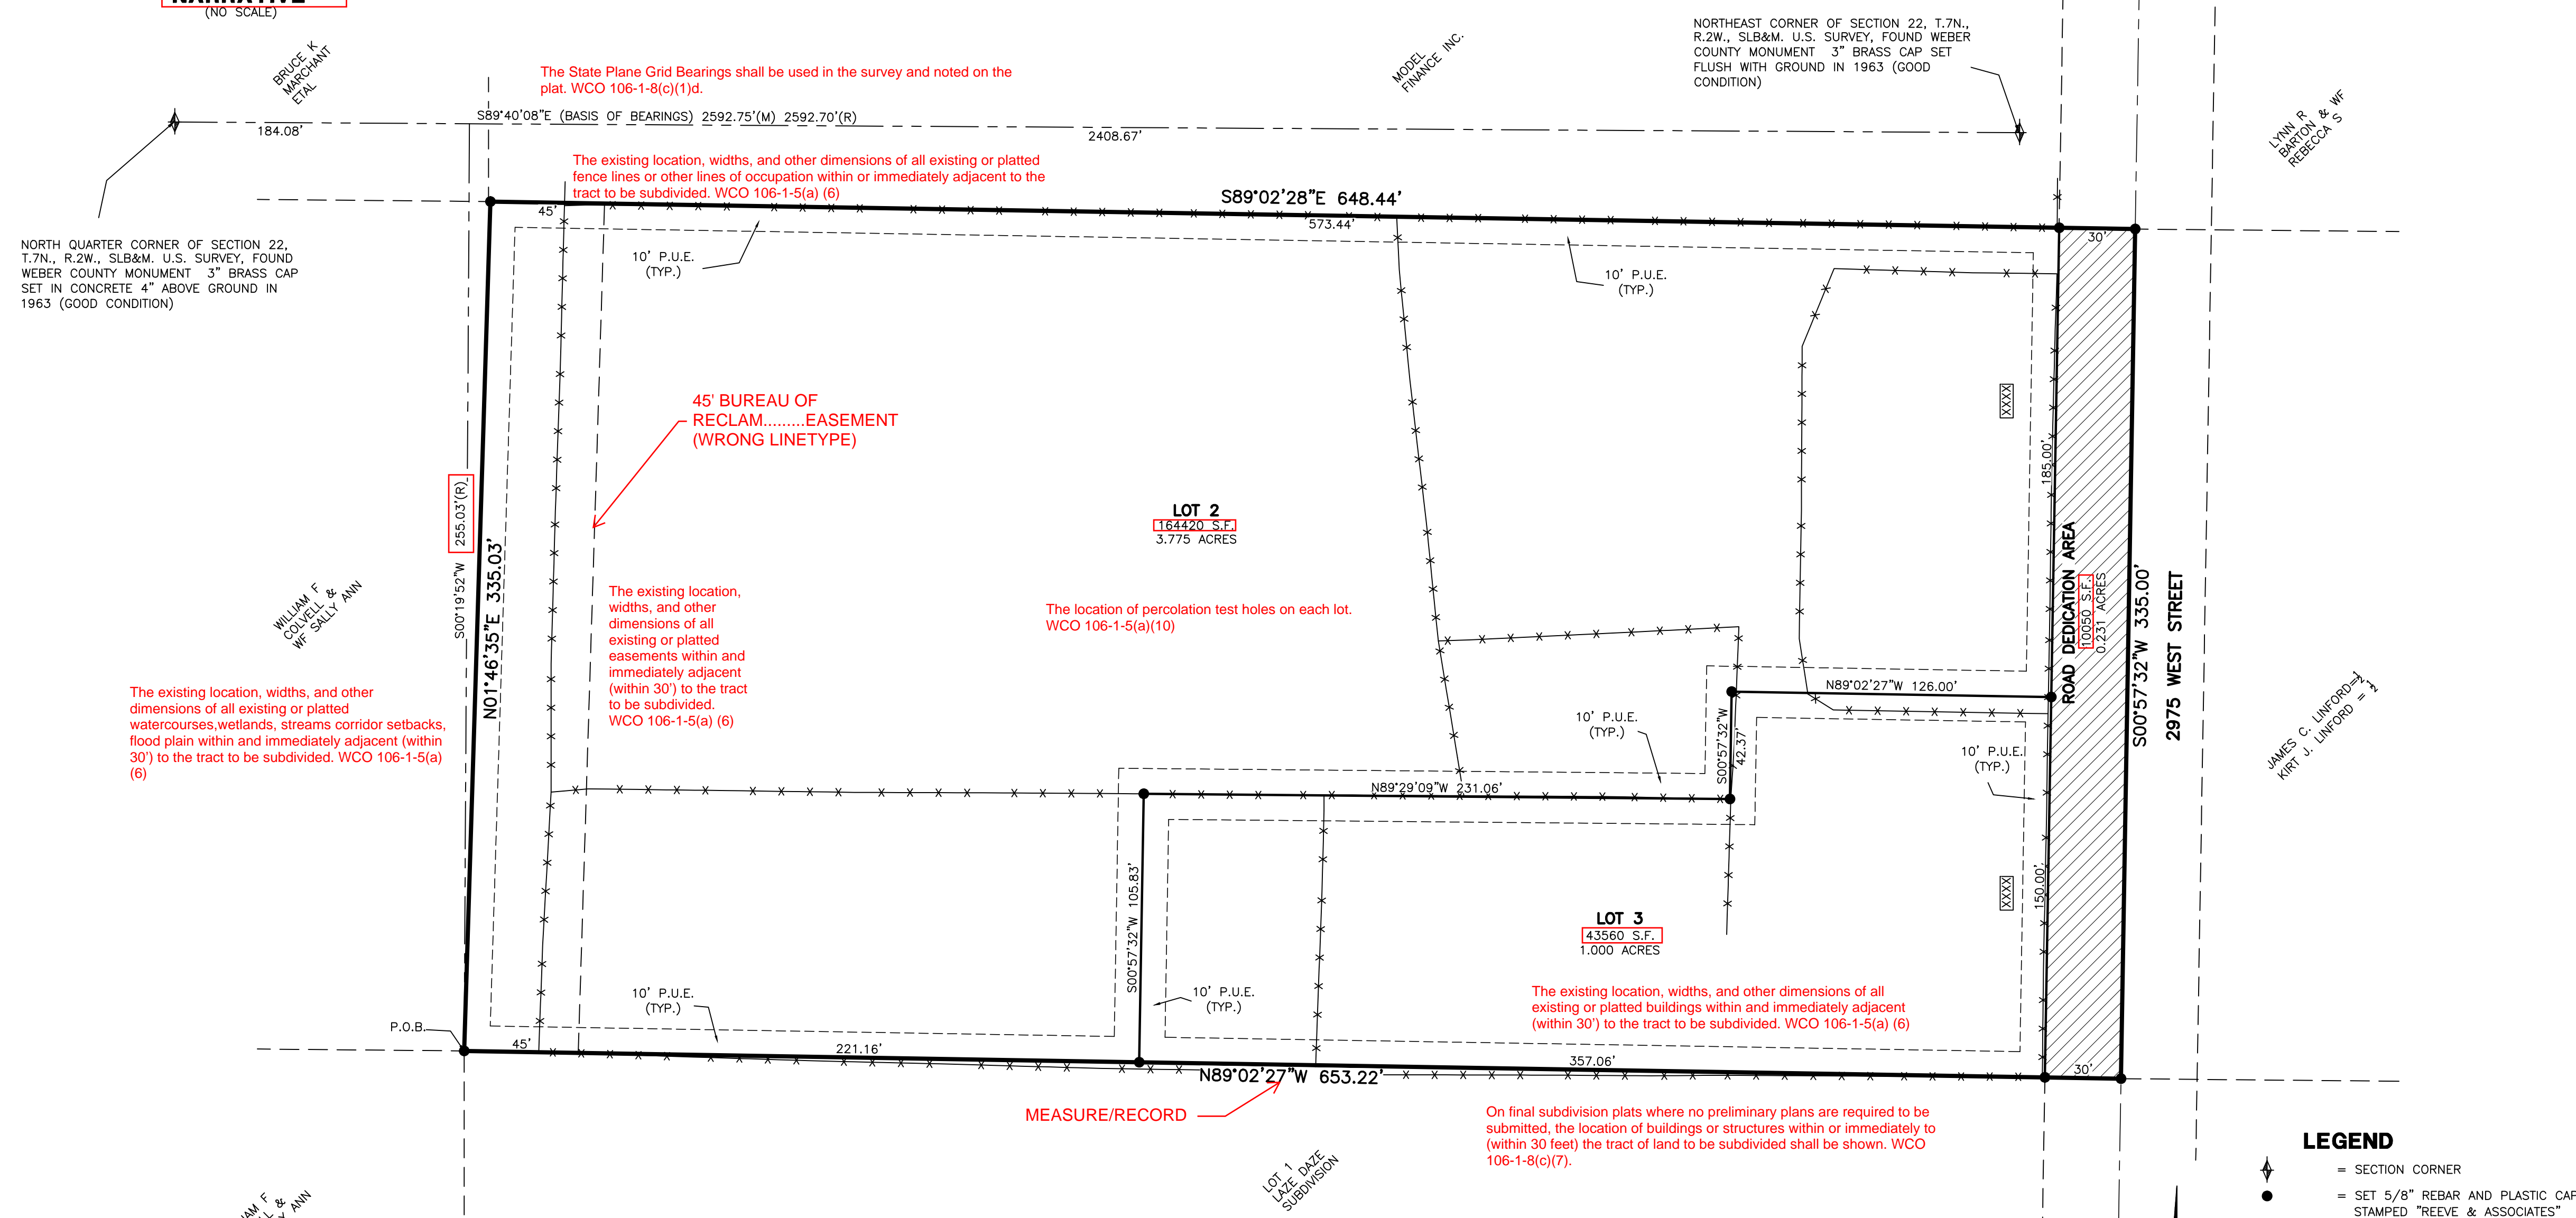 NARRATIVE
(NO SCALE)
BRUCE K
MARCHANT
ETAL
The State Plane Grid Bearings shall be used in the survey and noted on the
plat. WCO 106-1-8(c)(1)d.
MODEL
FINANCE INC.
NORTHEAST CORNER OF SECTION 22, T.7N.,
R.2W., SLB&M. U.S. SURVEY, FOUND WEBER
COUNTY MONUMENT 3" BRASS CAP SET
FLUSH WITH GROUND IN 1963 (GOOD
CONDITION)
LYNN R
BARTON & WF
REBECCA S
184.08'
S89°40'08"E (BASIS OF BEARINGS) 2592.75'(M) 2592.70'(R)
2408.67'
The existing location, widths, and other dimensions of all existing or platted
fence lines or other lines of occupation within or immediately adjacent to the
tract to be subdivided. WCO 106-1-5(a) (6)
S89°02'28"E 648.44'
45'
573.44'
30'
NORTH QUARTER CORNER OF SECTION 22,
T.7N., R.2W., SLB&M. U.S. SURVEY, FOUND
WEBER COUNTY MONUMENT 3" BRASS CAP
SET IN CONCRETE 4" ABOVE GROUND IN
1963 (GOOD CONDITION)
10' P.U.E.
(TYP.)
10' P.U.E.
(TYP.)
45' BUREAU OF
RECLAM.........EASEMENT
(WRONG LINETYPE)
XXXX
185.00'
LOT 2
164420 S.F.
3.775 ACRES
S00°19'52"W 255.03'(R)
N01°46'35"E 335.03'
WILLIAM F
COLVELL &
WF SALLY ANN
The existing location,
widths, and other
dimensions of all
existing or platted
easements within and
immediately adjacent
(within 30') to the tract
to be subdivided.
WCO 106-1-5(a) (6)
The location of percolation test holes on each lot.
WCO 106-1-5(a)(10)
ROAD DEDICATION AREA
10050 S.F.
0.231 ACRES
S00°57'32"W 335.00'
2975 WEST STREET
The existing location, widths, and other
dimensions of all existing or platted
watercourses,wetlands, streams corridor setbacks,
flood plain within and immediately adjacent (within
30') to the tract to be subdivided. WCO 106-1-5(a)
(6)
N89°02'27"W 126.00'
10' P.U.E.
(TYP.)
S00°57'32"W
42.37'
10' P.U.E.
(TYP.)
JAMES C. LINFORD=½
KIRT J. LINFORD = ½
N89°29'09"W 231.06'
S00°57'32"W 105.83'
150.00'
XXXX
LOT 3
43560 S.F.
1.000 ACRES
10' P.U.E.
(TYP.)
10' P.U.E.
(TYP.)
The existing location, widths, and other dimensions of all
existing or platted buildings within and immediately adjacent
(within 30') to the tract to be subdivided. WCO 106-1-5(a) (6)
P.O.B.
45'
221.16'
357.06'
30'
N89°02'27"W 653.22'
MEASURE/RECORD
On final subdivision plats where no preliminary plans are required to be
submitted, the location of buildings or structures within or immediately to
(within 30 feet) the tract of land to be subdivided shall be shown. WCO
106-1-8(c)(7).
LOT 1
LAZE DAZE
SUBDIVISION
LEGEND
= SECTION CORNER
= SET 5/8" REBAR AND PLASTIC CAP
STAMPED "REEVE & ASSOCIATES"